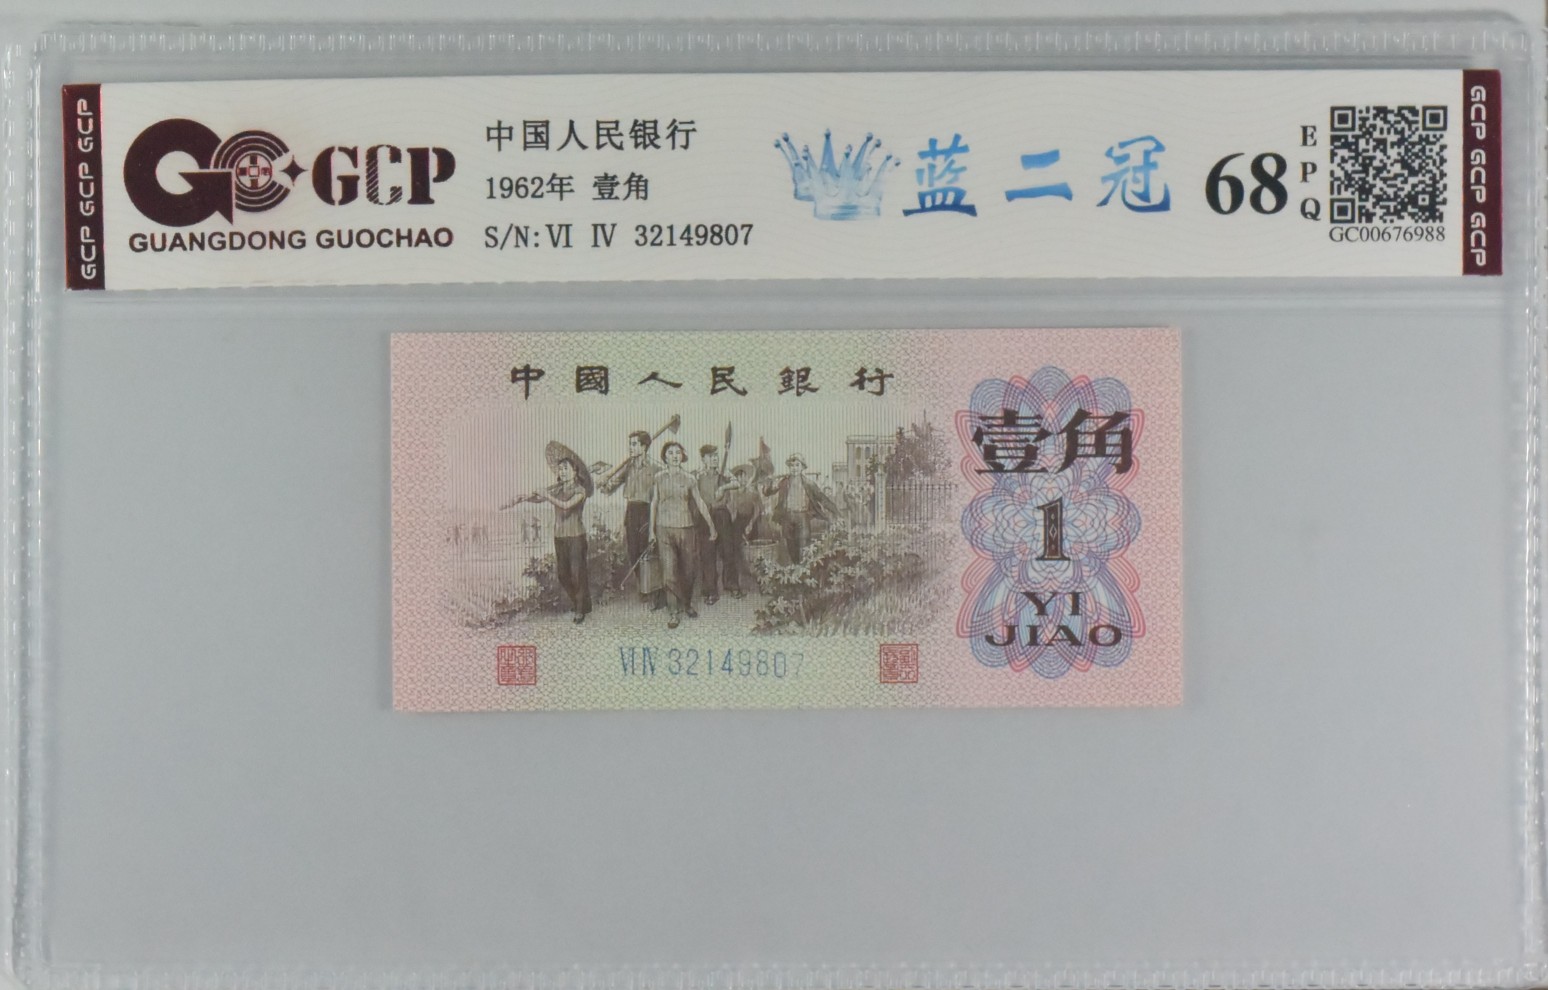 GCP GCP GCP
GCP
GUANGDONG GUOCHAO
中国人民银行
1962年 壹角
S/N: Ⅵ Ⅳ 32149807
蓝二冠
68
EPQ
GC00676988
GCP GCP GCP
中國人民銀行
壹角
1
YI
JIAO
ⅥⅣ 32149807